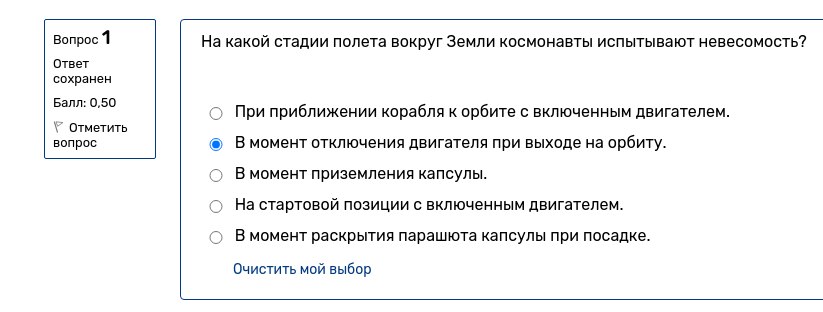 Вопрос 1
Ответ
сохранен
Балл: 0,50
Отметить
вопрос
На какой стадии полета вокруг Земли космонавты испытывают невесомость?
При приближении корабля к орбите с включенным двигателем.
В момент отключения двигателя при выходе на орбиту.
В момент приземления капсулы.
На стартовой позиции с включенным двигателем.
В момент раскрытия парашюта капсулы при посадке.
Очистить мой выбор